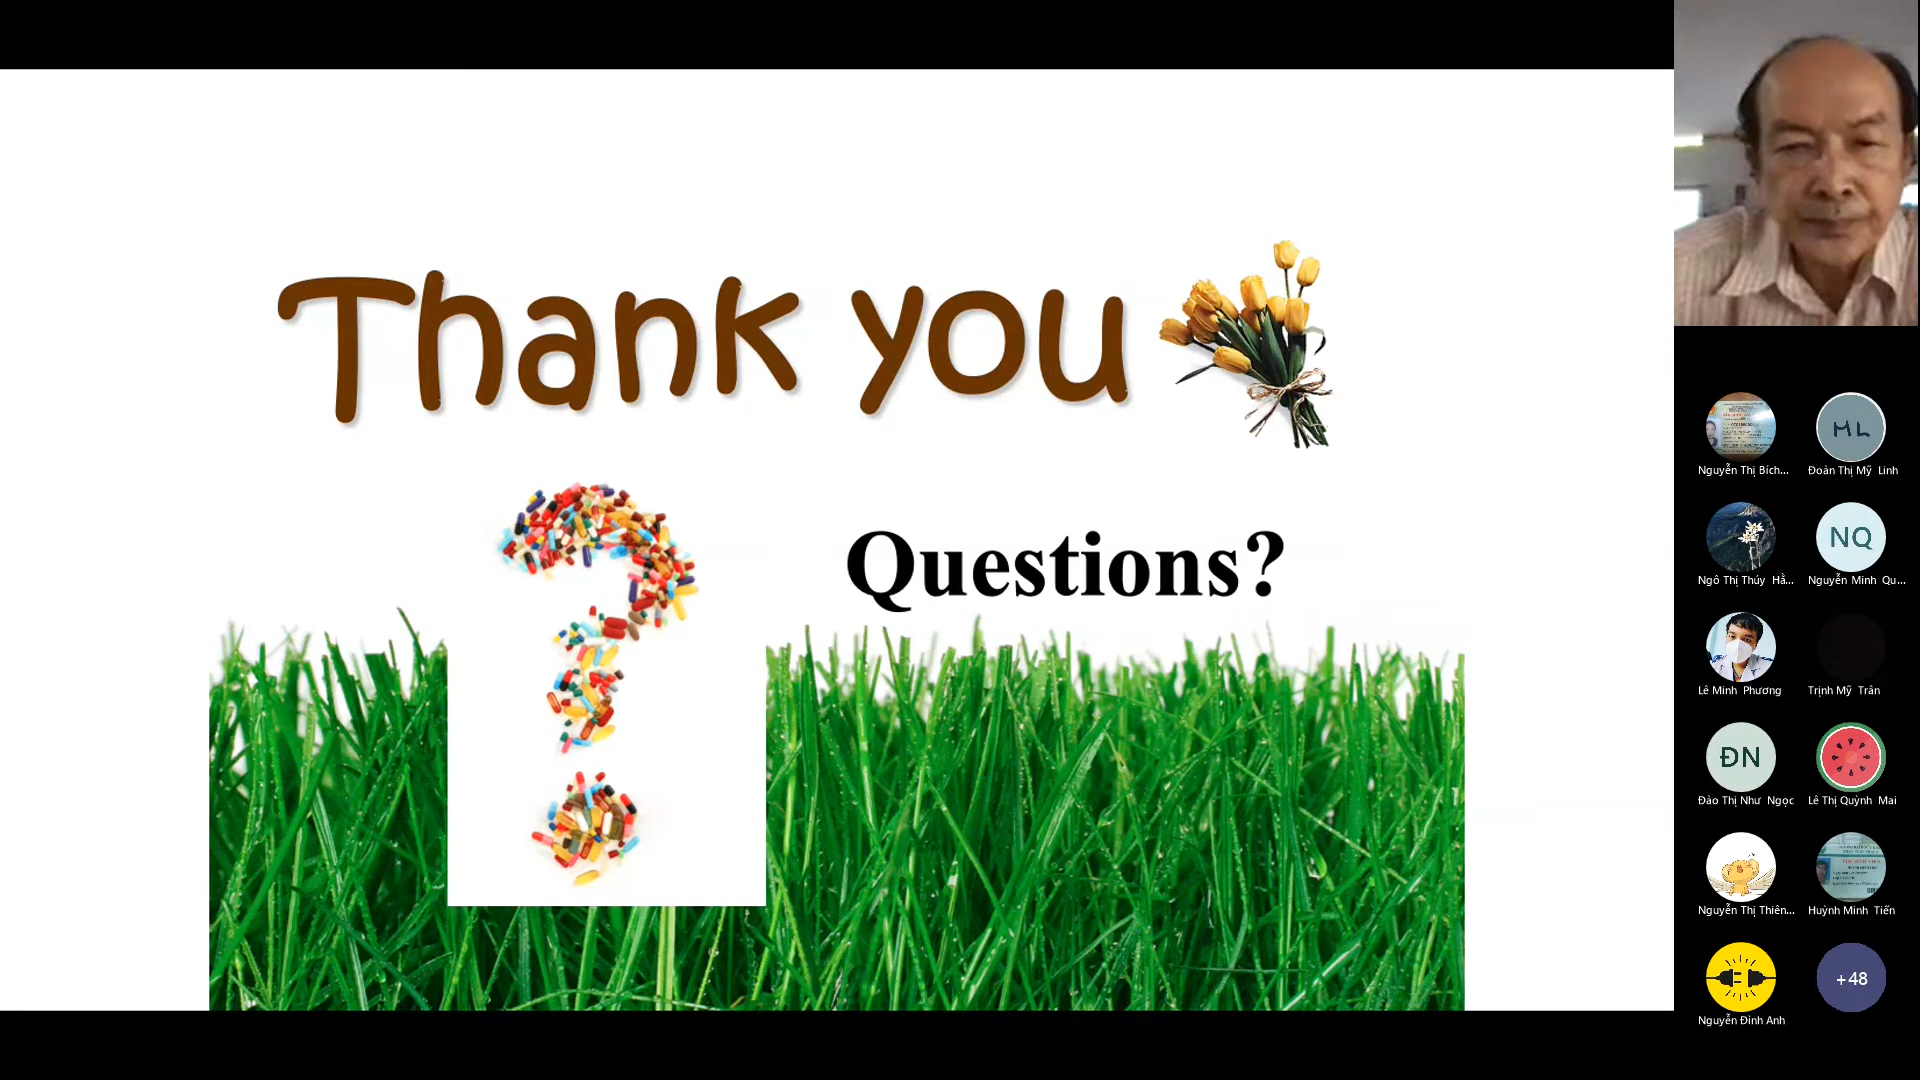 Thank you
Questions?
Nguyễn Thị Bích...
ML
Đoàn Thị Mỹ Linh
Ngô Thị Thúy Hằ...
NQ
Nguyễn Minh Qu...
Lê Minh Phương
Trịnh Mỹ Trân
ĐN
Đào Thị Như Ngọc
Lê Thị Quỳnh Mai
Nguyễn Thị Thiên...
Huỳnh Minh Tiến
+48
Nguyễn Đình Anh